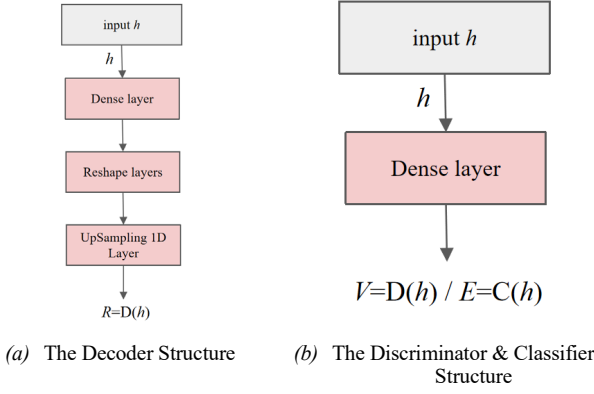 input h
h
Dense layer
Reshape layers
UpSampling 1D
Layer
R=D(h)
(a) The Decoder Structure
input h
h
Dense layer
V=D(h) / E=C(h)
(b) The Discriminator & Classifier
Structure